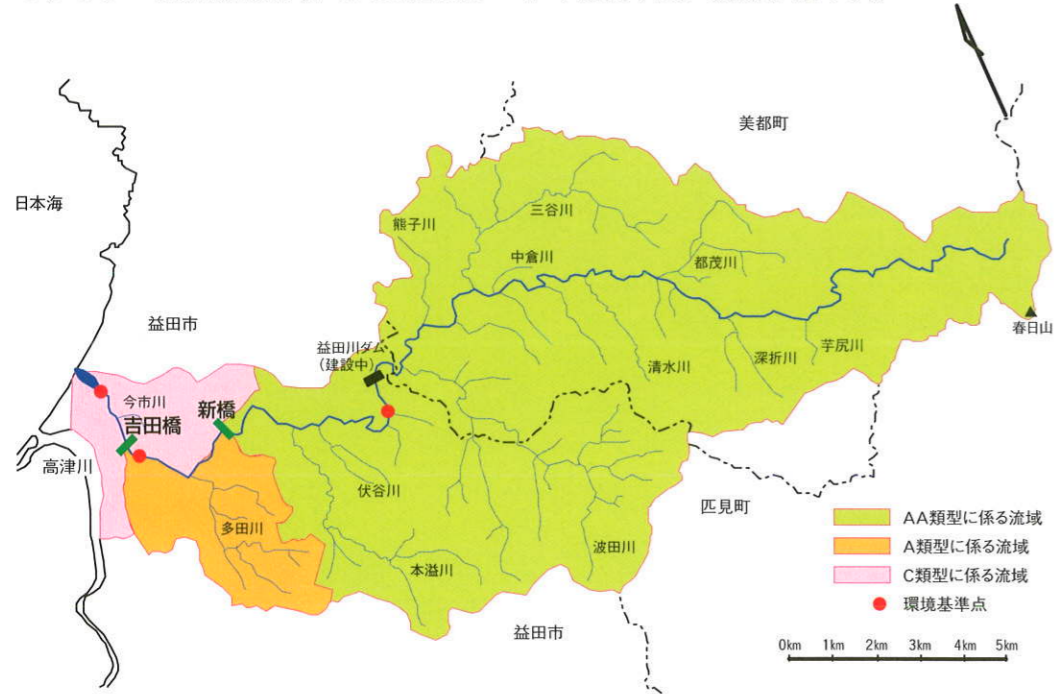 美都町
日本海
三谷川
熊子川
中倉川
都茂川
益田市
春日山
益田川ダム
(建設中)
清水川
深折川
芋尻川
今市川
新橋
吉田橋
高津川
伏谷川
匹見町
多田川
波田川
本溢川
益田市
AA類型に係る流域
A類型に係る流域
C類型に係る流域
環境基準点
0km 1km 2km 3km 4km 5km